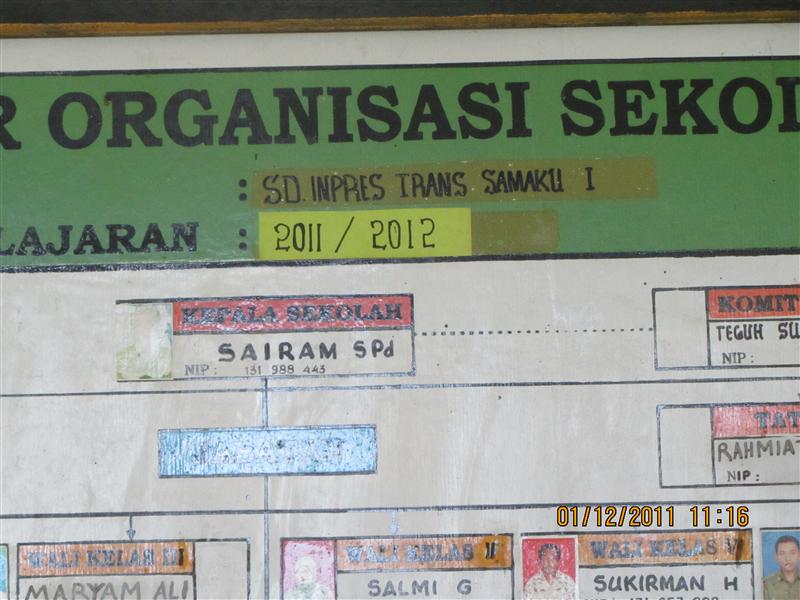 R ORGANISASI SEKOL
: SD. INPRES TRANS SAMAKU I
LAJARAN : 2011 / 2012
KEPALA SEKOLAH
SAIRAM SPd
NIP : 131 988 443
KOMIT
TEGUH SU
NIP :
TAT
RAHMIAT
NIP :
01/12/2011 11:16
WALI KELAS III
MARYAM ALI
WALI KELAS II
SALMI G
WALI KELAS
SUKIRMAN H